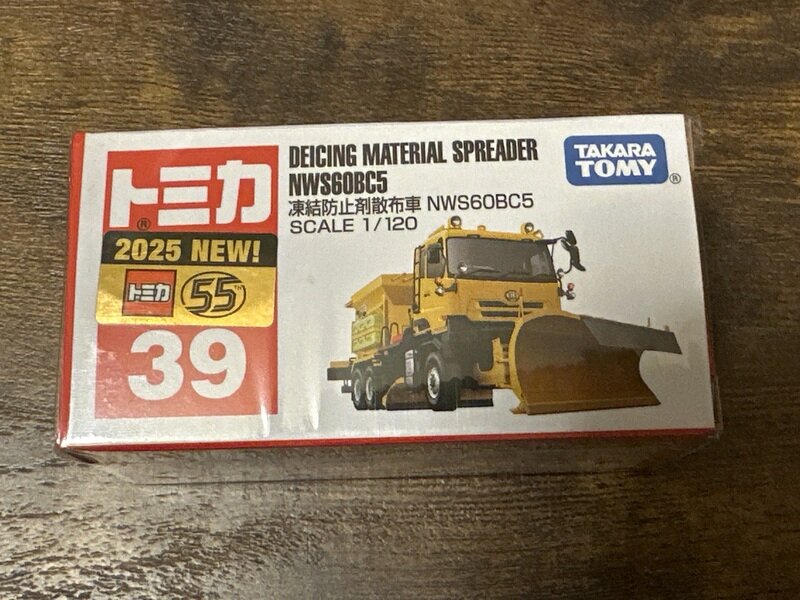 トミカ
®
2025 NEW!
トミカ 55TH
39
DEICING MATERIAL SPREADER
NWS60BC5
凍結防止剤散布車 NWS60BC5
SCALE 1/120
TAKARA
TOMY
®